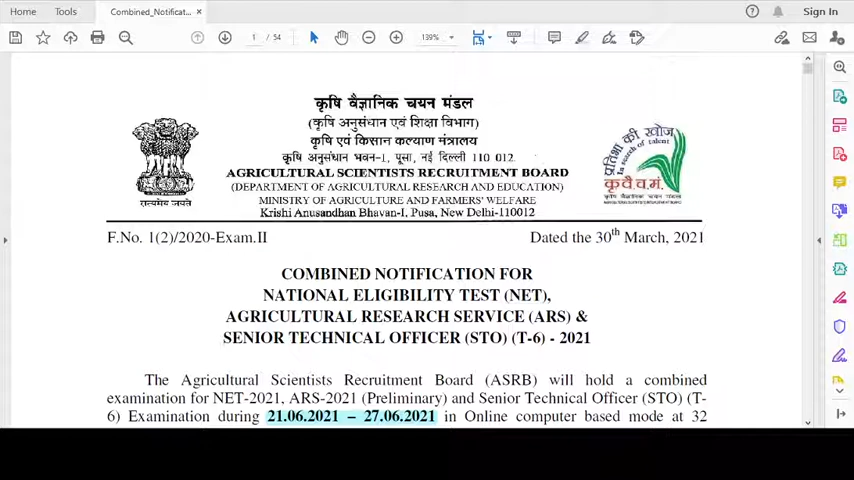 Home
Tools
Combined_Notificat... ×
Sign In
1 / 54
139%
कृषि वैज्ञानिक चयन मंडल
(कृषि अनुसंधान एवं शिक्षा विभाग)
कृषि एवं किसान कल्याण मंत्रालय
कृषि अनुसंधान भवन-I, पूसा, नई दिल्ली 110 012.
AGRICULTURAL SCIENTISTS RECRUITMENT BOARD
(DEPARTMENT OF AGRICULTURAL RESEARCH AND EDUCATION)
MINISTRY OF AGRICULTURE AND FARMERS' WELFARE
Krishi Anusandhan Bhavan-I, Pusa, New Delhi-110012
सत्यमेव जयते
प्रतिभा की खोज
In search of talent
कृ.वै.च.मं.
F.No. 1(2)/2020-Exam.II
Dated the 30th March, 2021
COMBINED NOTIFICATION FOR
NATIONAL ELIGIBILITY TEST (NET),
AGRICULTURAL RESEARCH SERVICE (ARS) &
SENIOR TECHNICAL OFFICER (STO) (T-6) - 2021
The Agricultural Scientists Recruitment Board (ASRB) will hold a combined
examination for NET-2021, ARS-2021 (Preliminary) and Senior Technical Officer (STO) (T-
6) Examination during 21.06.2021 – 27.06.2021 in Online computer based mode at 32